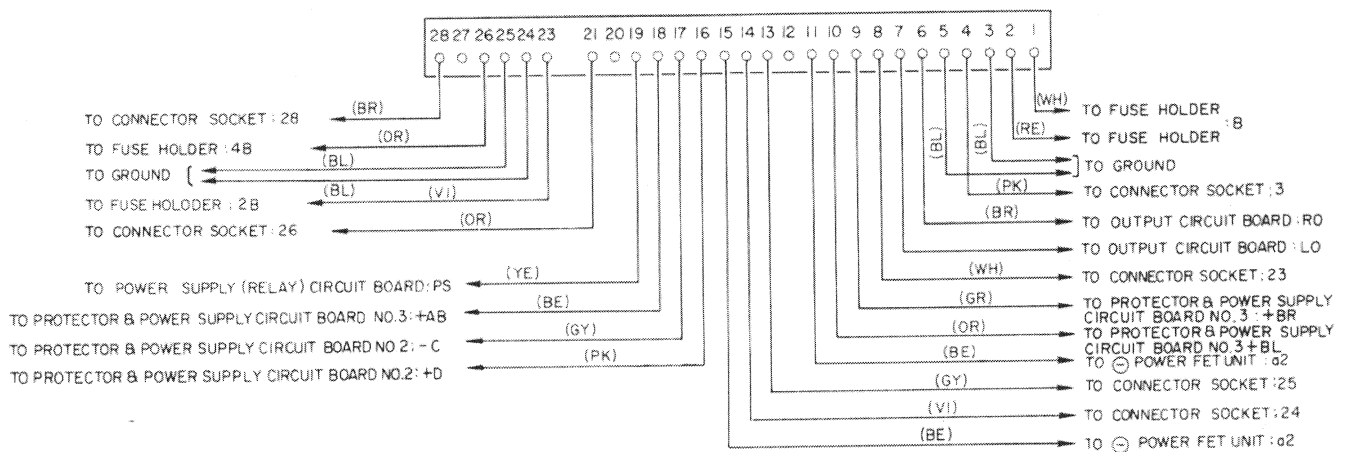 28 27 26 25 24 23 21 20 19 18 17 16 15 14 13 12 11 10 9 8 7 6 5 4 3 2 1
(BR)
TO CONNECTOR SOCKET : 28
(OR)
TO FUSE HOLDER : 4B
(BL)
TO GROUND
(BL)
(VI)
TO FUSE HOLODER : 2B
(OR)
TO CONNECTOR SOCKET : 26
(YE)
TO POWER SUPPLY (RELAY) CIRCUIT BOARD: PS
(BE)
TO PROTECTOR & POWER SUPPLY CIRCUIT BOARD NO.3: +AB
(GY)
TO PROTECTOR & POWER SUPPLY CIRCUIT BOARD NO 2: -C
(PK)
TO PROTECTOR & POWER SUPPLY CIRCUIT BOARD NO.2: +D
(WH)
TO FUSE HOLDER
: B
(RE)
TO FUSE HOLDER
(BL)
(BL)
TO GROUND
(PK)
TO CONNECTOR SOCKET : 3
(BR)
TO OUTPUT CIRCUIT BOARD : RO
TO OUTPUT CIRCUIT BOARD : LO
(WH)
TO CONNECTOR SOCKET : 23
(GR)
TO PROTECTOR & POWER SUPPLY
CIRCUIT BOARD NO. 3 : +BR
(OR)
TO PROTECTOR & POWER SUPPLY
CIRCUIT BOARD NO.3 +BL
(BE)
TO ⊖ POWER FET UNIT : a2
(GY)
TO CONNECTOR SOCKET : 25
(VI)
TO CONNECTOR SOCKET : 24
(BE)
TO ⊖ POWER FET UNIT : a2